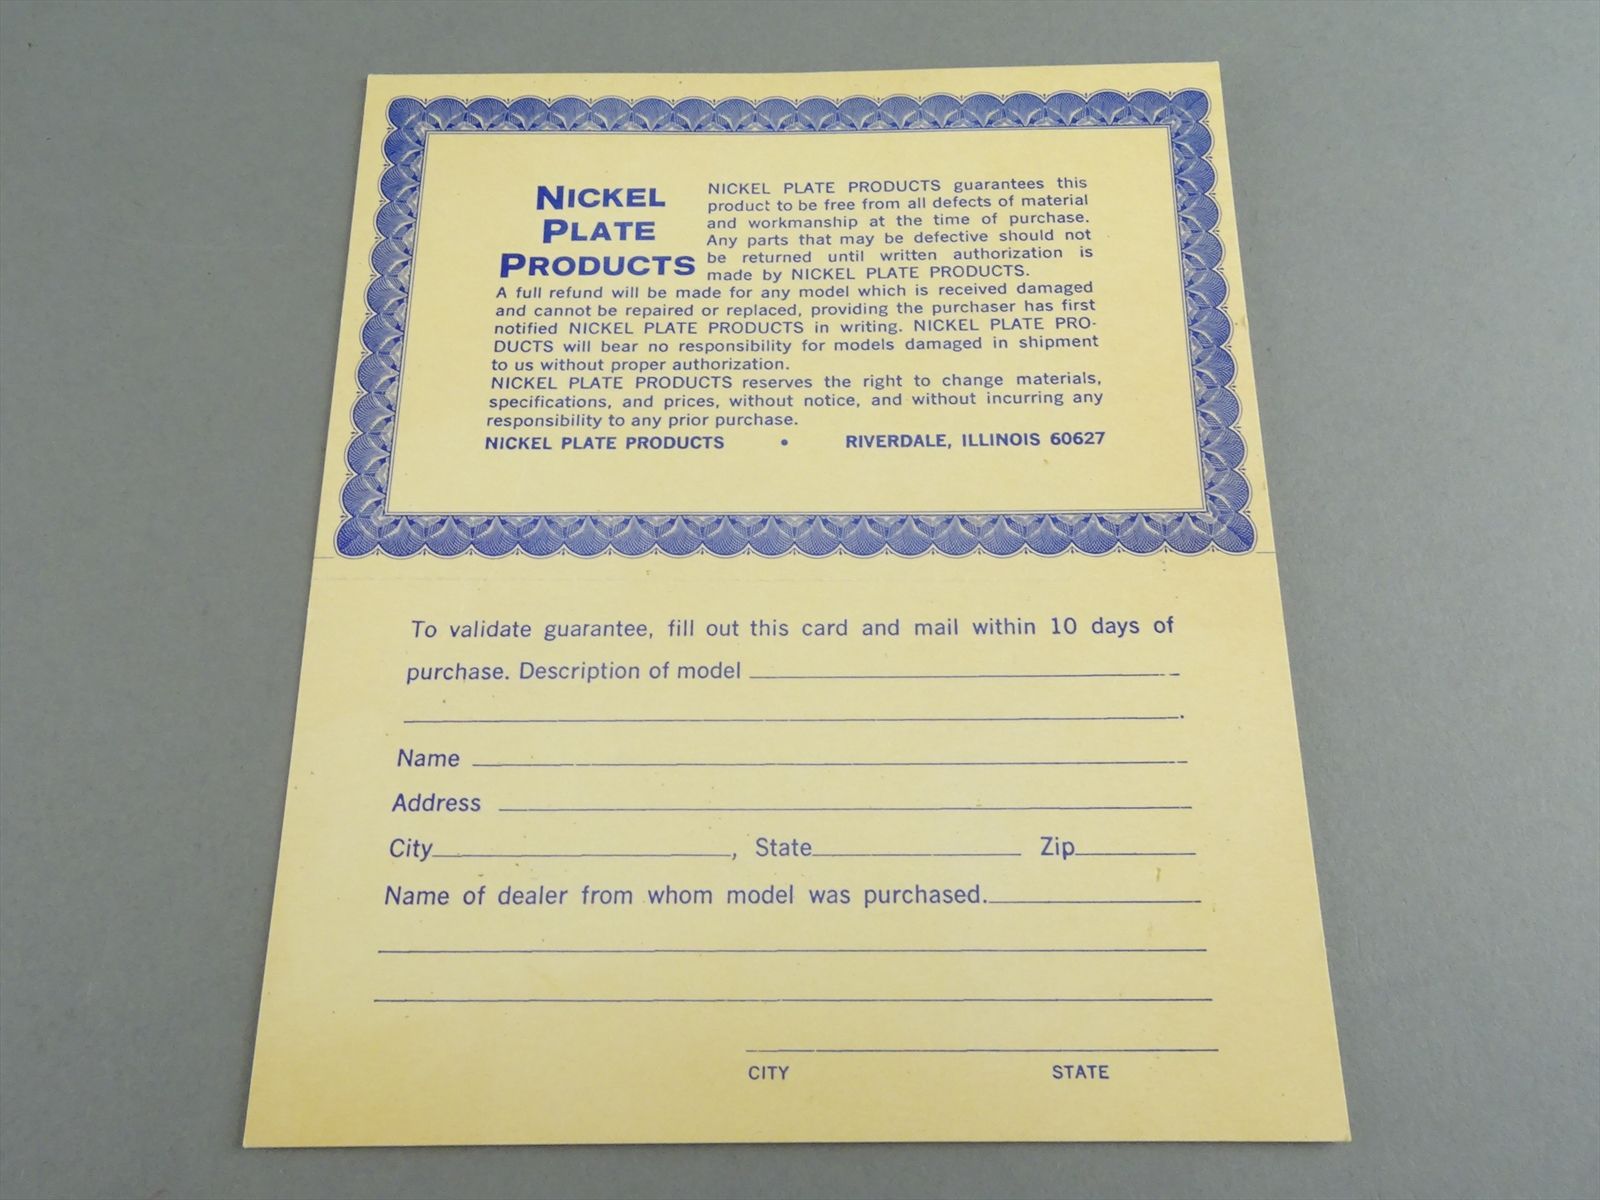 NICKEL
PLATE
PRODUCTS
NICKEL PLATE PRODUCTS guarantees this
product to be free from all defects of material
and workmanship at the time of purchase.
Any parts that may be defective should not
be returned until written authorization is
made by NICKEL PLATE PRODUCTS.
A full refund will be made for any model which is received damaged
and cannot be repaired or replaced, providing the purchaser has first
notified NICKEL PLATE PRODUCTS in writing. NICKEL PLATE PRO-
DUCTS will bear no responsibility for models damaged in shipment
to us without proper authorization.
NICKEL PLATE PRODUCTS reserves the right to change materials,
specifications, and prices, without notice, and without incurring any
responsibility to any prior purchase.
NICKEL PLATE PRODUCTS • RIVERDALE, ILLINOIS 60627
To validate guarantee, fill out this card and mail within 10 days of
purchase. Description of model
.
Name
Address
City , State Zip
Name of dealer from whom model was purchased.
CITY STATE